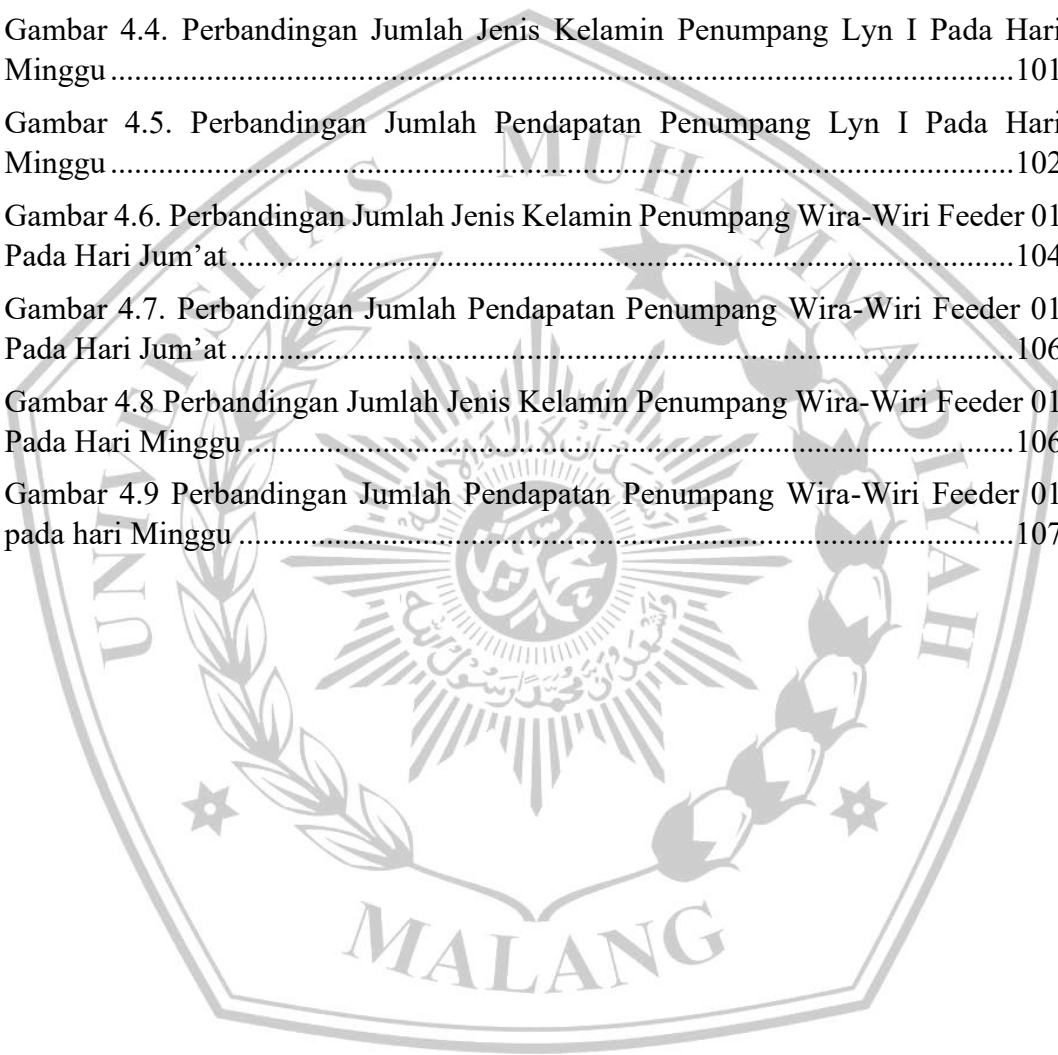 Gambar 4.4. Perbandingan Jumlah Jenis Kelamin Penumpang Lyn I Pada Hari
Minggu ........................................................................................................ 101
Gambar 4.5. Perbandingan Jumlah Pendapatan Penumpang Lyn I Pada Hari
Minggu ........................................................................................................ 102
Gambar 4.6. Perbandingan Jumlah Jenis Kelamin Penumpang Wira-Wiri Feeder 01
Pada Hari Jum’at ........................................................................................................ 104
Gambar 4.7. Perbandingan Jumlah Pendapatan Penumpang Wira-Wiri Feeder 01
Pada Hari Jum’at ........................................................................................................ 106
Gambar 4.8 Perbandingan Jumlah Jenis Kelamin Penumpang Wira-Wiri Feeder 01
Pada Hari Minggu ........................................................................................................ 106
Gambar 4.9 Perbandingan Jumlah Pendapatan Penumpang Wira-Wiri Feeder 01
pada hari Minggu ........................................................................................................ 107
UNIVERSITAS MUHAMMADIYAH
MALANG